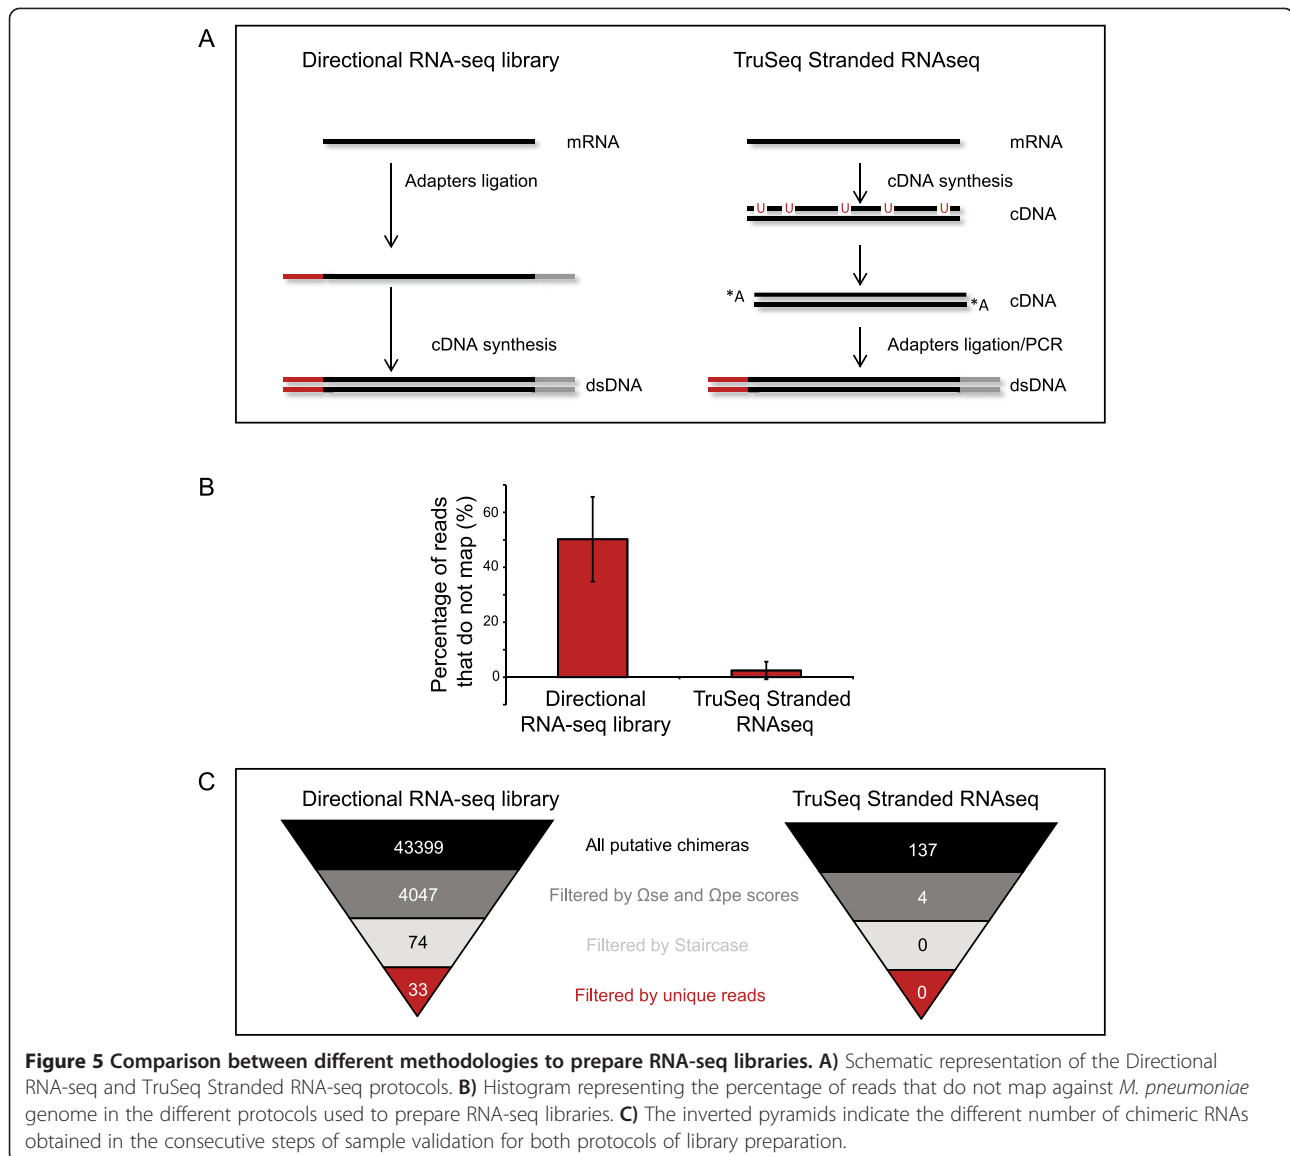 A
Directional RNA-seq library
TruSeq Stranded RNAseq
mRNA
Adapters ligation
cDNA synthesis
dsDNA
mRNA
cDNA synthesis
U U U U U
cDNA
*A
*A
cDNA
Adapters ligation/PCR
dsDNA
B
Percentage of reads
that do not map (%)
60
40
20
0
Directional
RNA-seq library
TruSeq Stranded
RNAseq
C
Directional RNA-seq library
TruSeq Stranded RNAseq
43399
All putative chimeras
137
4047
Filtered by Ωse and Ωpe scores
4
74
Filtered by Staircase
0
33
Filtered by unique reads
0
Figure 5 Comparison between different methodologies to prepare RNA-seq libraries. A) Schematic representation of the Directional
RNA-seq and TruSeq Stranded RNA-seq protocols. B) Histogram representing the percentage of reads that do not map against M. pneumoniae
genome in the different protocols used to prepare RNA-seq libraries. C) The inverted pyramids indicate the different number of chimeric RNAs
obtained in the consecutive steps of sample validation for both protocols of library preparation.